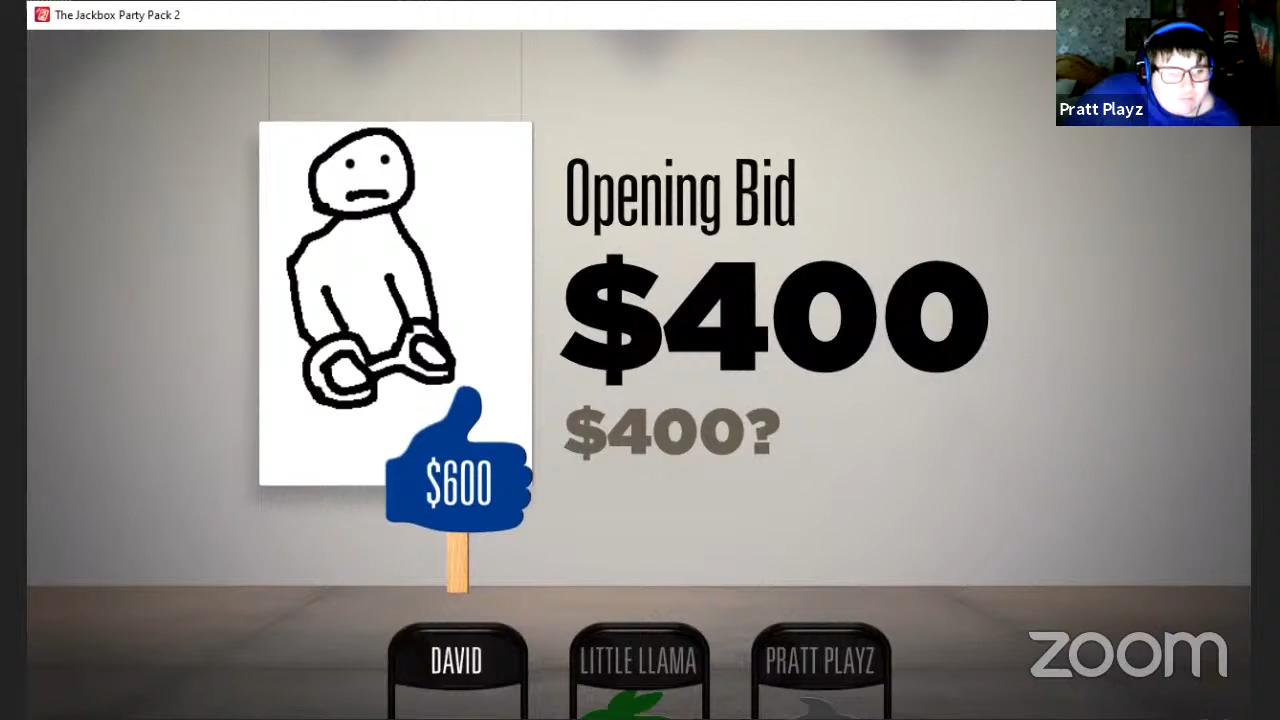 The Jackbox Party Pack 2
Pratt Playz
Opening Bid
$400
$400?
$600
DAVID
LITTLE LLAMA
PRATT PLAYZ
zoom